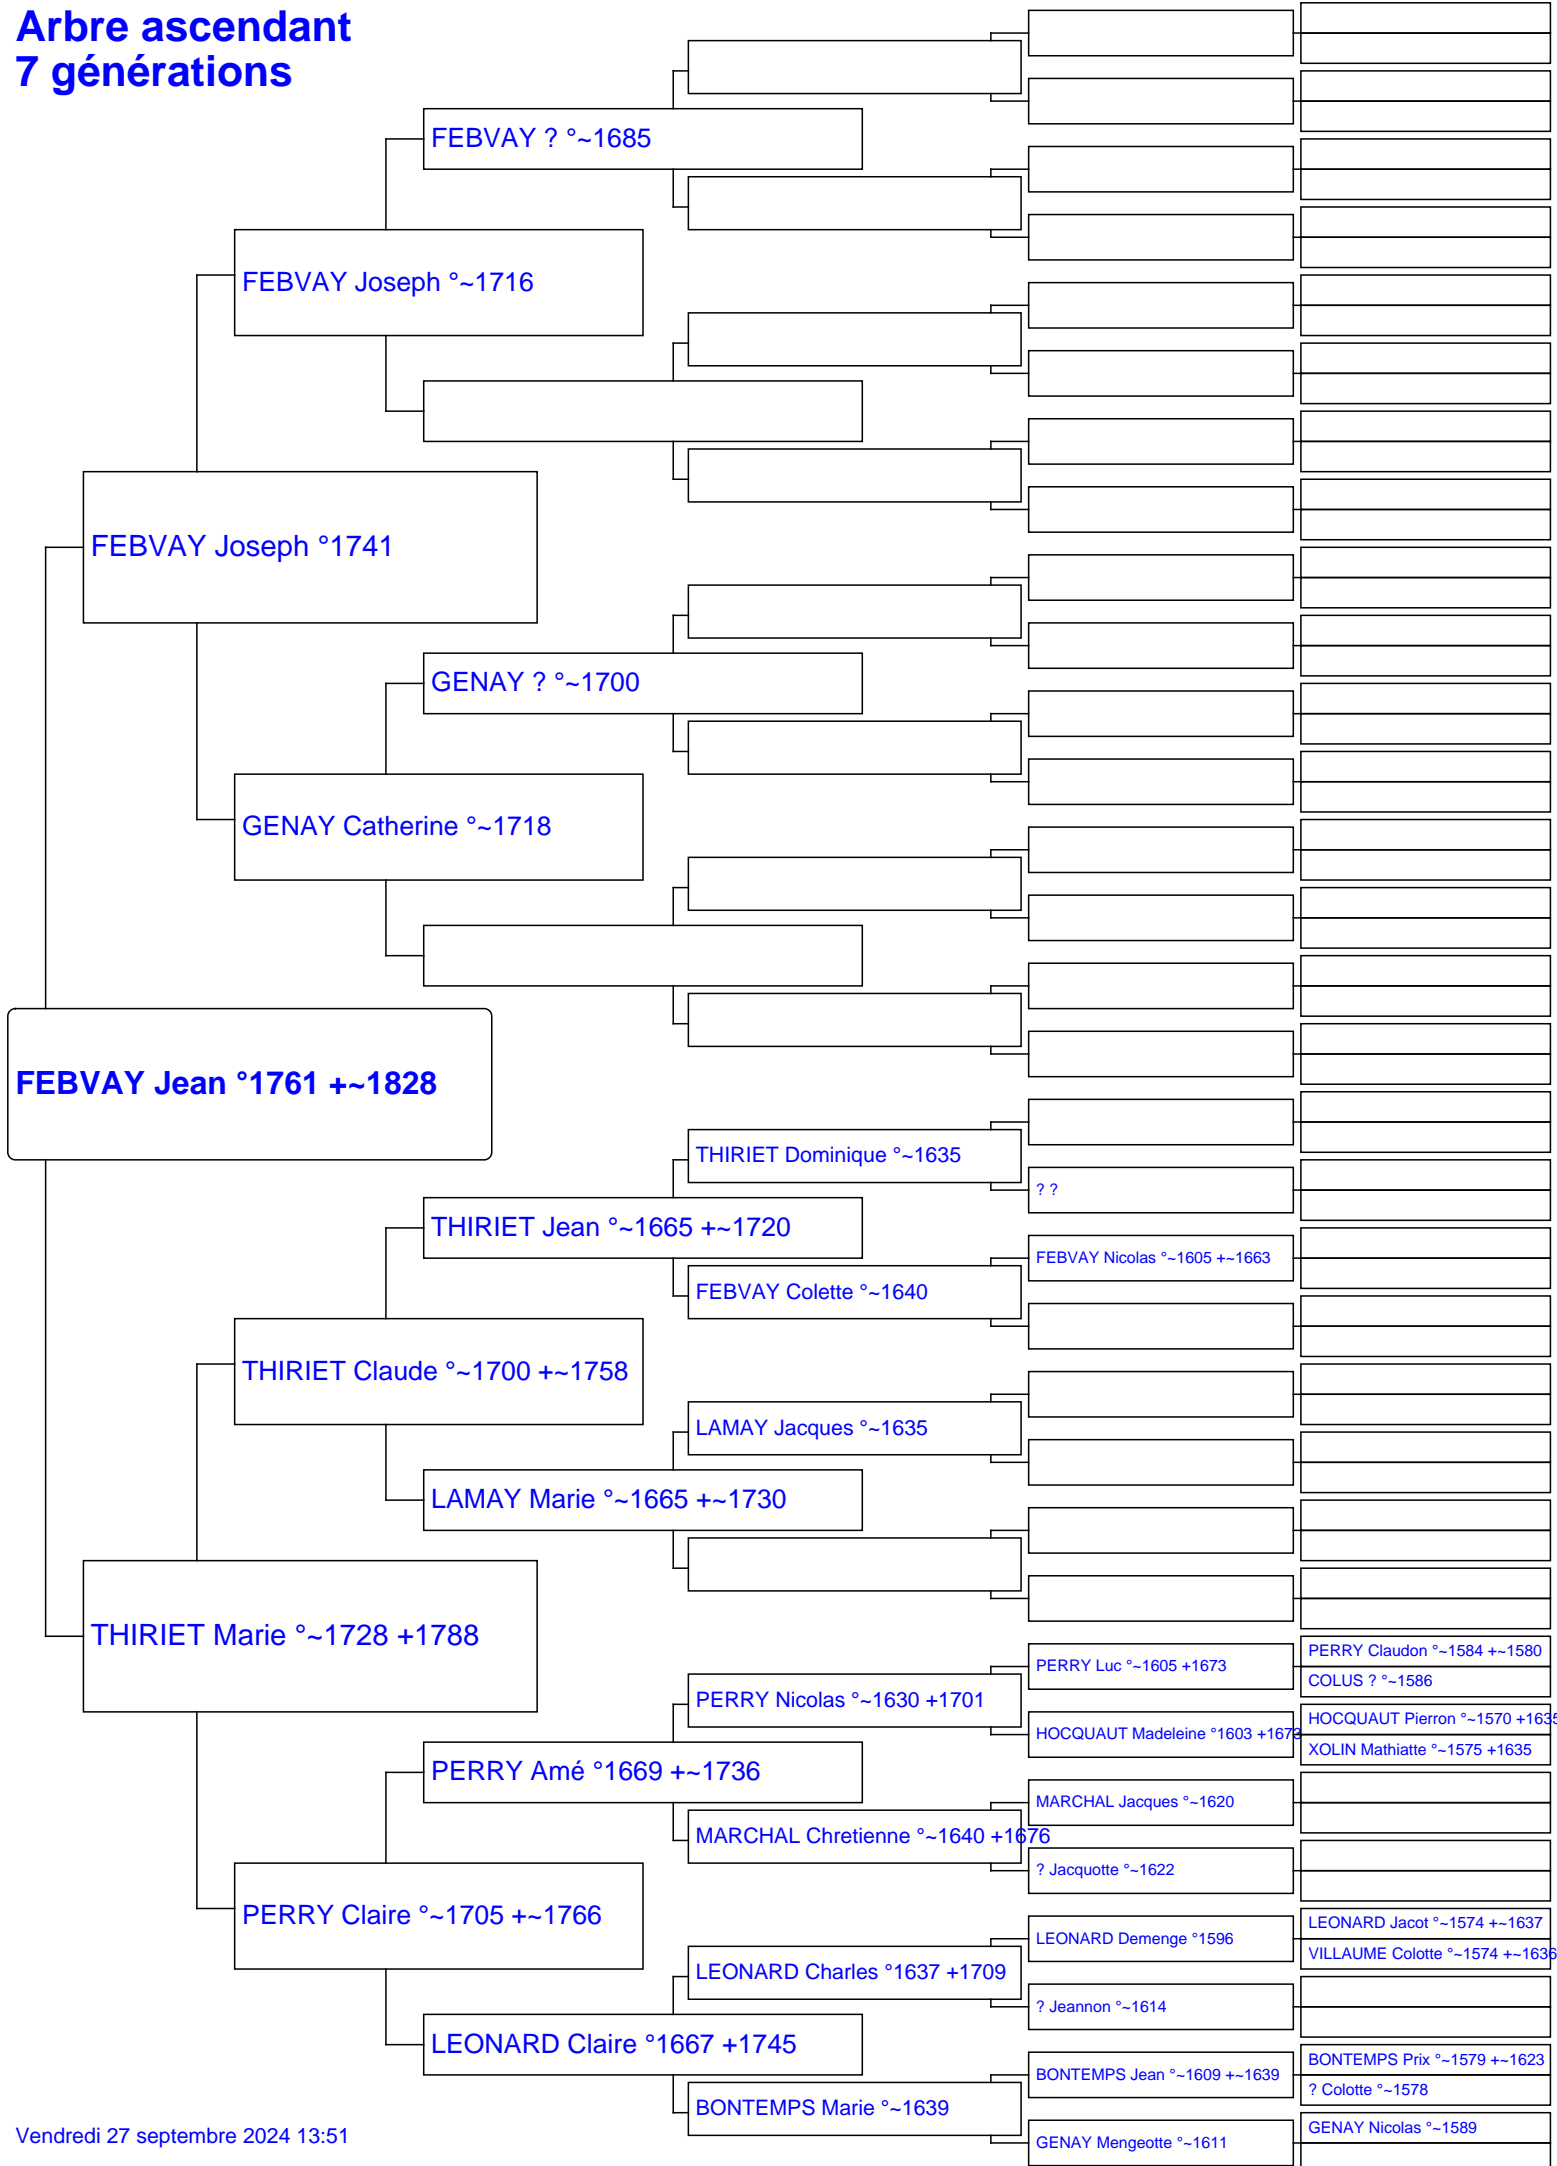 Arbre ascendant
7 générations
FEBVAY ? °~1685
FEBVAY Joseph °~1716
FEBVAY Joseph °1741
GENAY ? °~1700
GENAY Catherine °~1718
FEBVAY Jean °1761 +~1828
THIRIET Dominique °~1635
? ?
THIRIET Jean °~1665 +~1720
FEBVAY Nicolas °~1605 +~1663
FEBVAY Colette °~1640
THIRIET Claude °~1700 +~1758
LAMAY Jacques °~1635
LAMAY Marie °~1665 +~1730
THIRIET Marie °~1728 +1788
PERRY Claudon °~1584 +~1580
PERRY Luc °~1605 +1673
COLUS ? °~1586
PERRY Nicolas °~1630 +1701
HOCQUAUT Pierron °~1570 +1635
HOCQUAUT Madeleine °1603 +1673
XOLIN Mathiatte °~1575 +1635
PERRY Amé °1669 +~1736
MARCHAL Jacques °~1620
MARCHAL Chretienne °~1640 +1676
? Jacquotte °~1622
PERRY Claire °~1705 +~1766
LEONARD Jacot °~1574 +~1637
LEONARD Demenge °1596
VILLAUME Colotte °~1574 +~1636
LEONARD Charles °1637 +1709
? Jeannon °~1614
LEONARD Claire °1667 +1745
BONTEMPS Prix °~1579 +~1623
BONTEMPS Jean °~1609 +~1639
? Colotte °~1578
BONTEMPS Marie °~1639
GENAY Nicolas °~1589
GENAY Mengeotte °~1611
Vendredi 27 septembre 2024 13:51